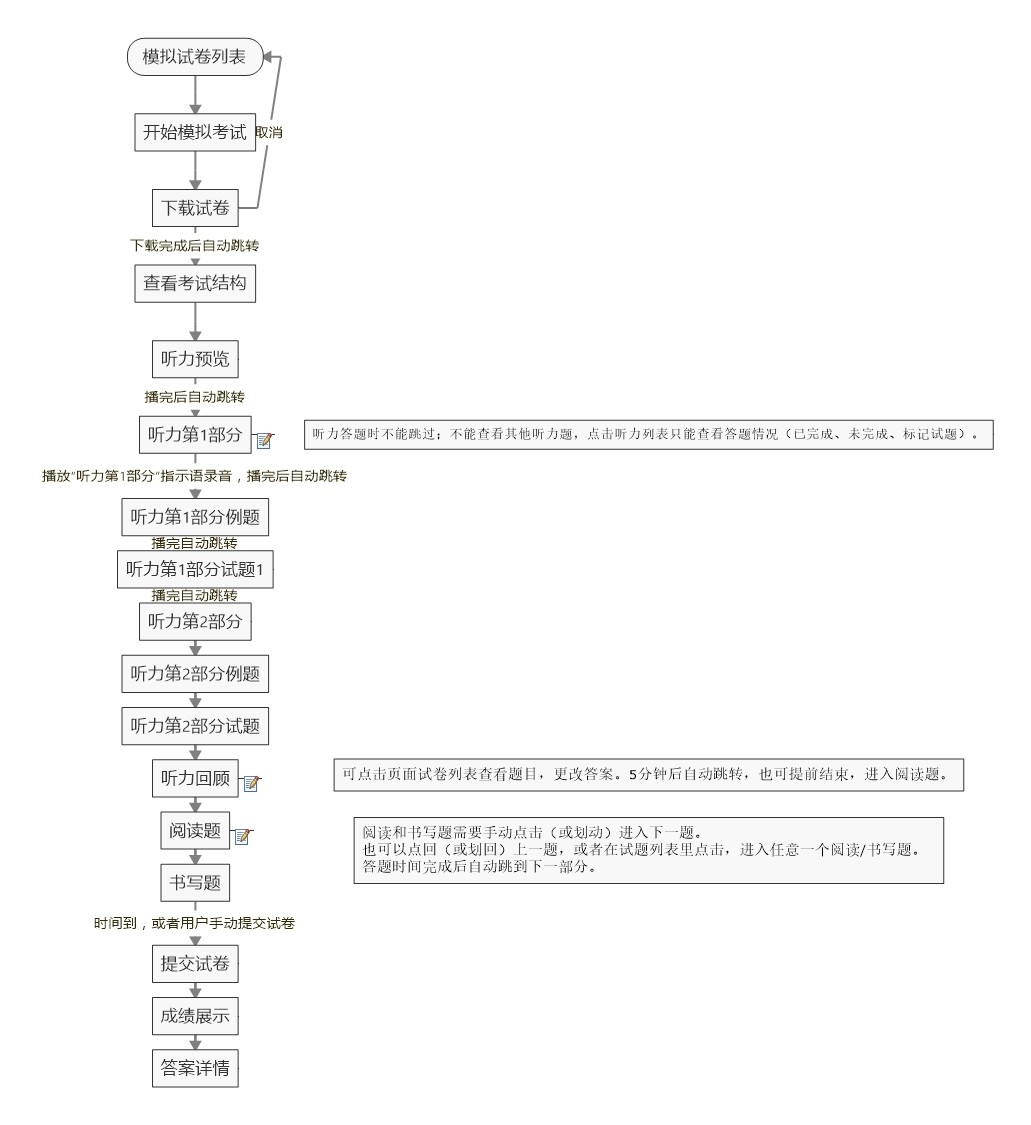 模拟试卷列表
开始模拟考试
取消
下载试卷
下载完成后自动跳转
查看考试结构
听力预览
播完后自动跳转
听力第1部分
听力答题时不能跳过；不能查看其他听力题，点击听力列表只能查看答题情况（已完成、未完成、标记试题）。
播放“听力第1部分”指示语录音，播完后自动跳转
听力第1部分例题
播完自动跳转
听力第1部分试题1
播完自动跳转
听力第2部分
听力第2部分例题
听力第2部分试题
听力回顾
可点击页面试卷列表查看题目，更改答案。5分钟后自动跳转，也可提前结束，进入阅读题。
阅读题
阅读和书写题需要手动点击（或划动）进入下一题。
也可以点回（或划回）上一题，或者在试题列表里点击，进入任意一个阅读/书写题。
答题时间完成后自动跳到下一部分。
书写题
时间到，或者用户手动提交试卷
提交试卷
成绩展示
答案详情